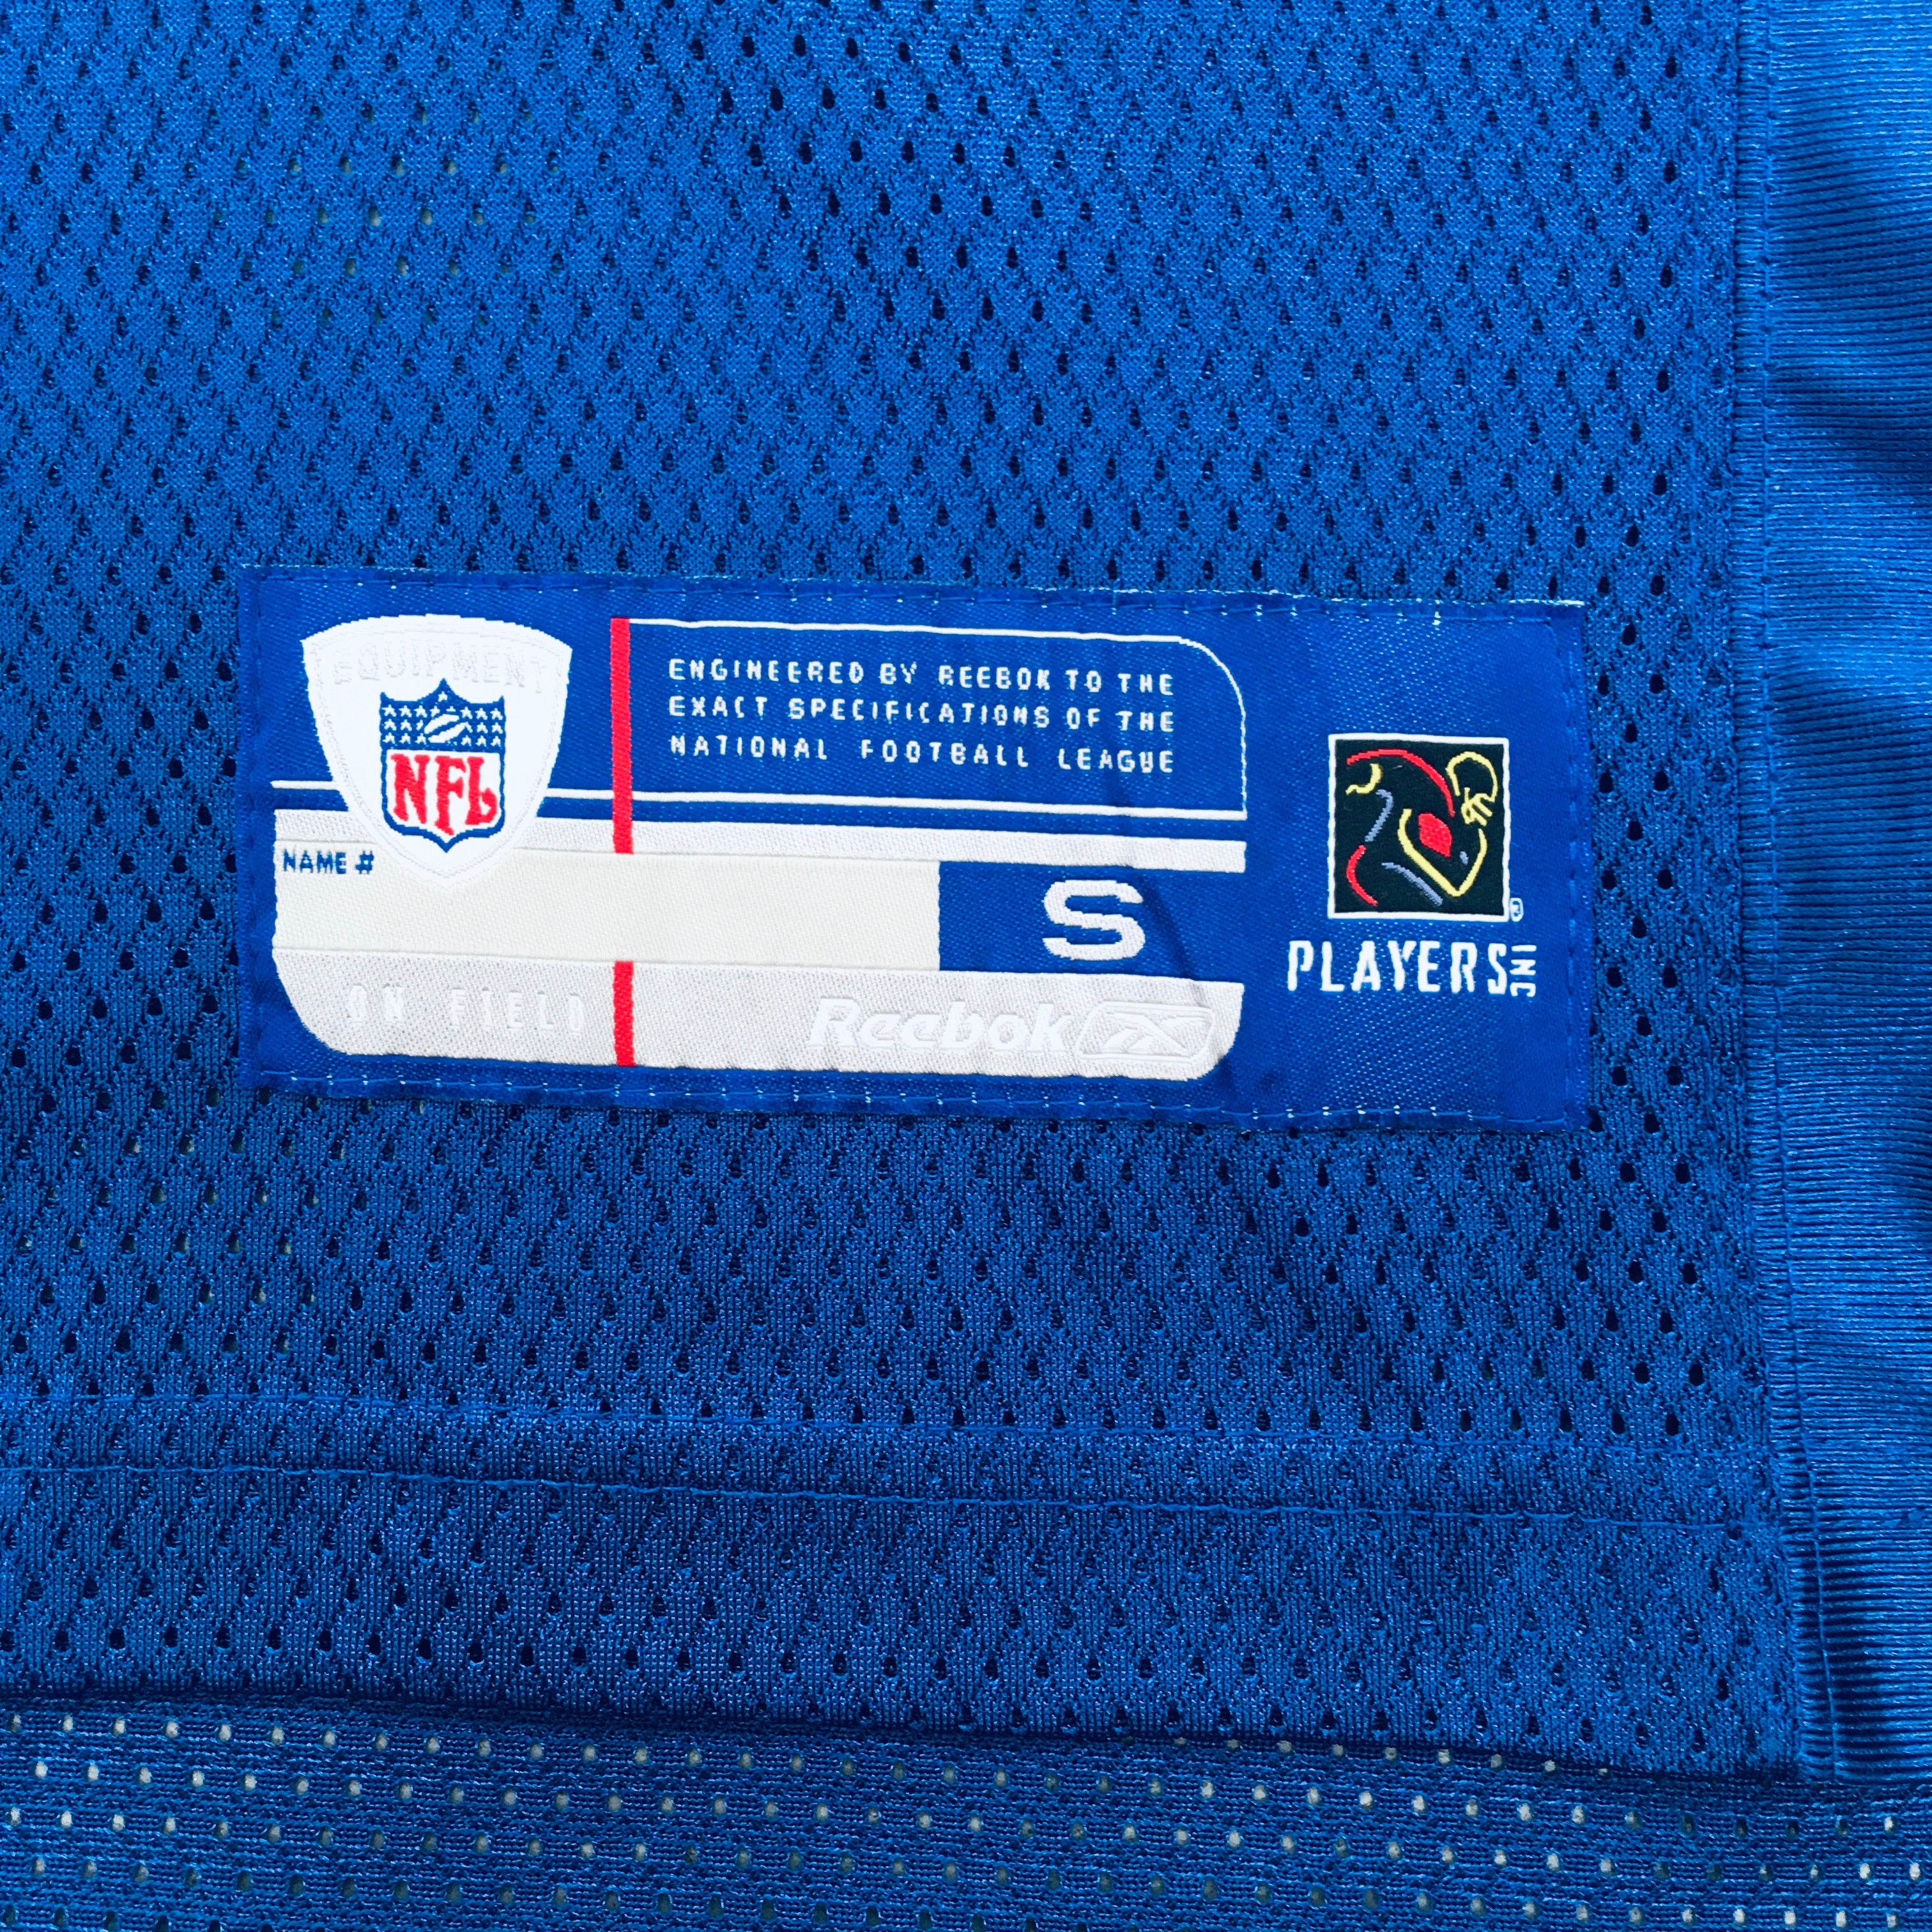 EQUIPMENT
NFL
ENGINEERED BY REEBOK TO THE
EXACT SPECIFICATIONS OF THE
NATIONAL FOOTBALL LEAGUE
NAME #
S
ON FIELD
Reebok
®
PLAYERS INC